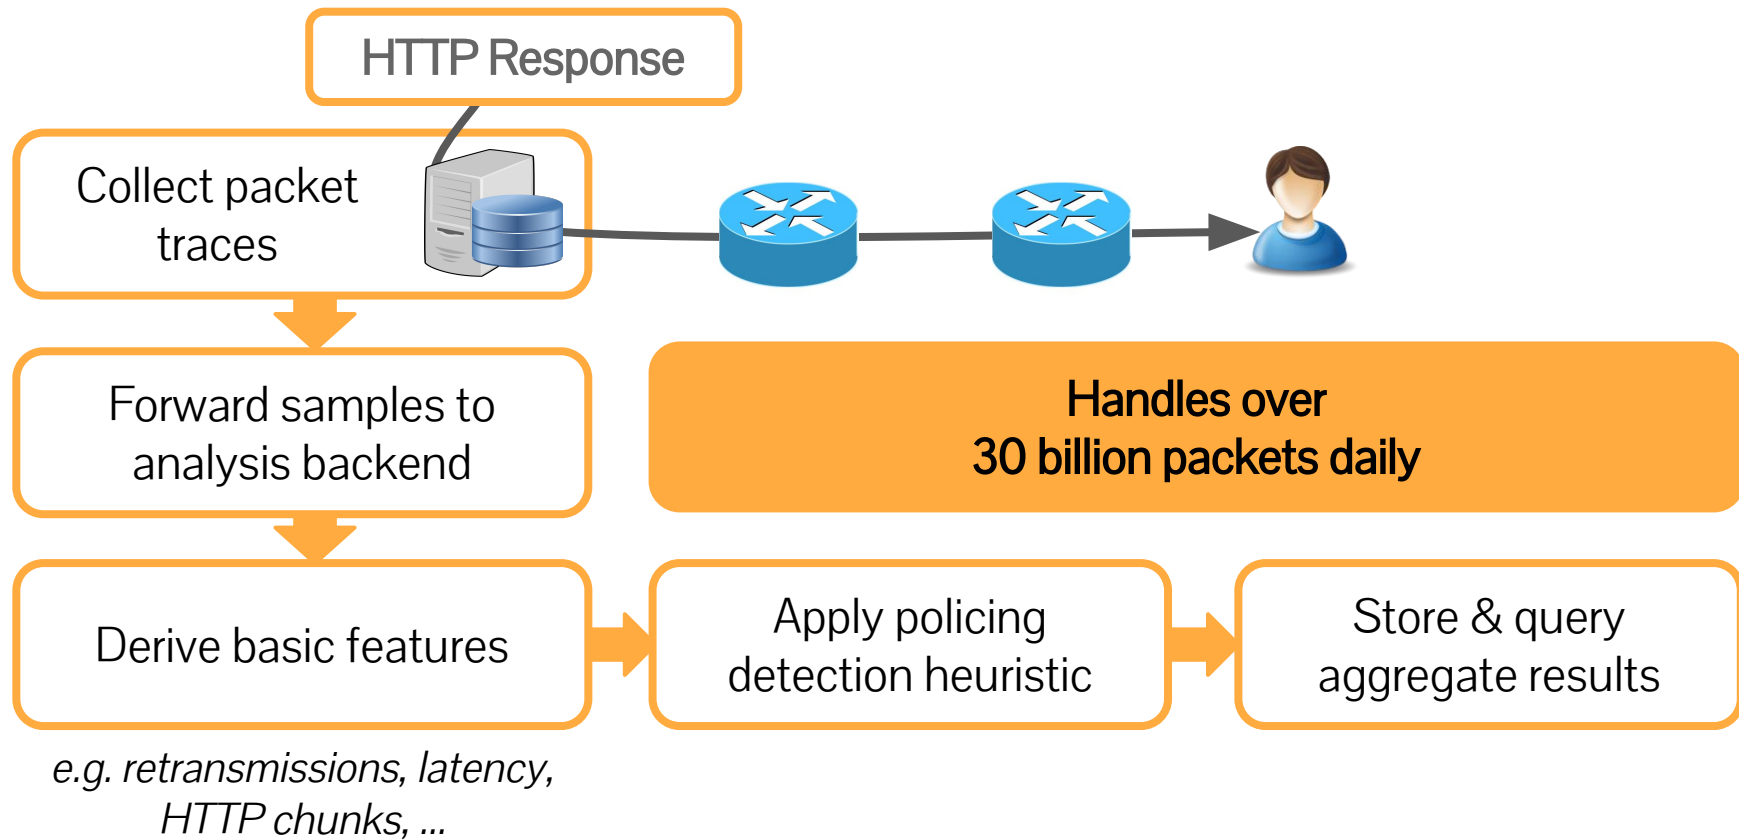 HTTP Response
Collect packet
traces
Forward samples to
analysis backend
Handles over
30 billion packets daily
Derive basic features
Apply policing
detection heuristic
Store & query
aggregate results
e.g. retransmissions, latency,
HTTP chunks, ...